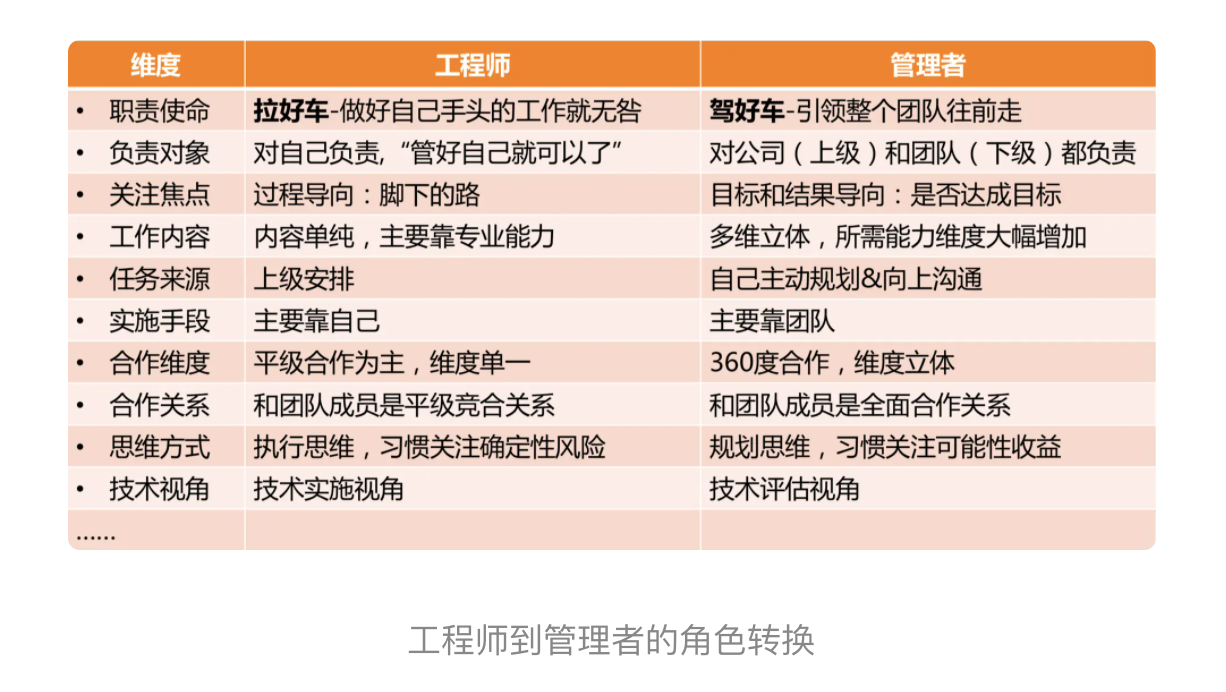 维度 工程师 管理者
• 职责使命 拉好车-做好自己手头的工作就无咎 驾好车-引领整个团队往前走
• 负责对象 对自己负责,“管好自己就可以了” 对公司（上级）和团队（下级）都负责
• 关注焦点 过程导向：脚下的路 目标和结果导向：是否达成目标
• 工作内容 内容单纯，主要靠专业能力 多维立体，所需能力维度大幅增加
• 任务来源 上级安排 自己主动规划&向上沟通
• 实施手段 主要靠自己 主要靠团队
• 合作维度 平级合作为主，维度单一 360度合作，维度立体
• 合作关系 和团队成员是平级竞合关系 和团队成员是全面合作关系
• 思维方式 执行思维，习惯关注确定性风险 规划思维，习惯关注可能性收益
• 技术视角 技术实施视角 技术评估视角
……
工程师到管理者的角色转换